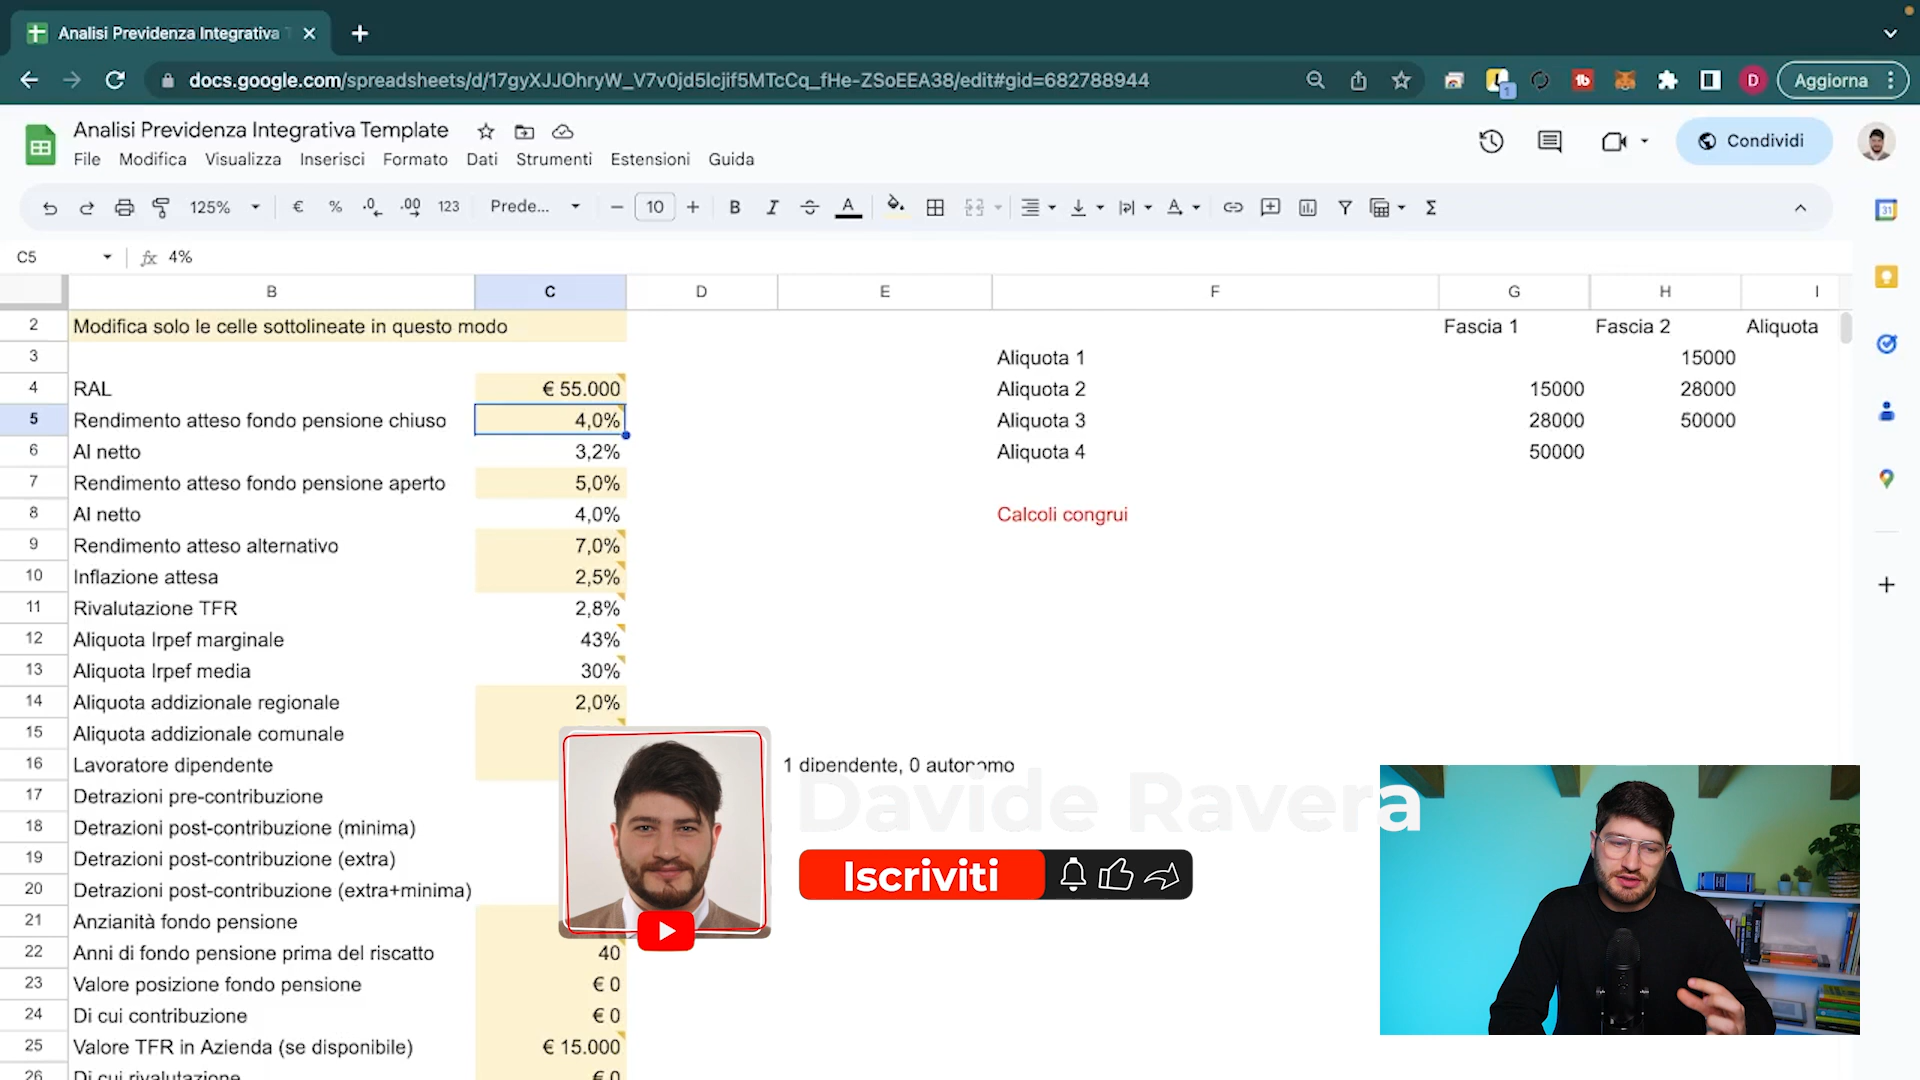 Analisi Previdenza Integrativa T
docs.google.com/spreadsheets/d/17gyXJJOhryW_V7v0jd5lcjif5MTcCq_fHe-ZSoEEA38/edit#gid=682788944
1
D
Aggiorna
Analisi Previdenza Integrativa Template
File Modifica Visualizza Inserisci Formato Dati Strumenti Estensioni Guida
Condividi
125% € % .0 .00 123 Prede... 10 B I A Σ
31
C5 fx 4%
B C D E F G H I
2 Modifica solo le celle sottolineate in questo modo Fascia 1 Fascia 2 Aliquota
3 Aliquota 1 15000
4 RAL € 55.000 Aliquota 2 15000 28000
5 Rendimento atteso fondo pensione chiuso 4,0% Aliquota 3 28000 50000
6 Al netto 3,2% Aliquota 4 50000
7 Rendimento atteso fondo pensione aperto 5,0%
8 Al netto 4,0% Calcoli congrui
9 Rendimento atteso alternativo 7,0%
10 Inflazione attesa 2,5%
11 Rivalutazione TFR 2,8%
12 Aliquota Irpef marginale 43%
13 Aliquota Irpef media 30%
14 Aliquota addizionale regionale 2,0%
15 Aliquota addizionale comunale
16 Lavoratore dipendente 1 dipendente, 0 autonomo
17 Detrazioni pre-contribuzione
18 Detrazioni post-contribuzione (minima)
19 Detrazioni post-contribuzione (extra)
20 Detrazioni post-contribuzione (extra+minima)
21 Anzianità fondo pensione
22 Anni di fondo pensione prima del riscatto 40
23 Valore posizione fondo pensione € 0
24 Di cui contribuzione € 0
25 Valore TFR in Azienda (se disponibile) € 15.000
26 Di cui rivalutazione € 0
Davide Ravera
Iscriviti